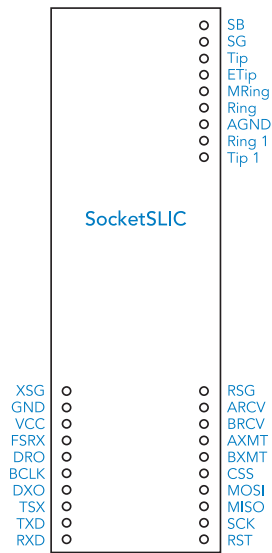 SB
SG
Tip
ETip
MRing
Ring
AGND
Ring 1
Tip 1
SocketSLIC
XSG
GND
VCC
FSRX
DRO
BCLK
DXO
TSX
TXD
RXD
RSG
ARCV
BRCV
AXMT
BXMT
CSS
MOSI
MISO
SCK
RST